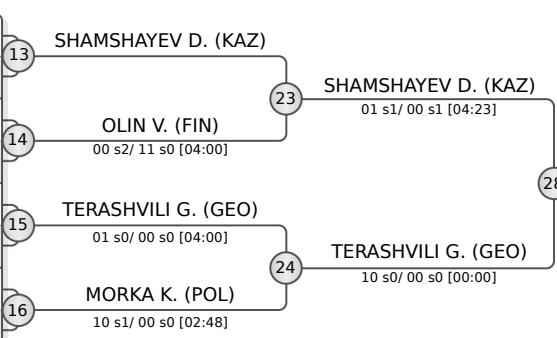 SHAMSHAYEV D. (KAZ)
13
SHAMSHAYEV D. (KAZ)
23
01 s1/ 00 s1 [04:23]
OLIN V. (FIN)
14
00 s2/ 11 s0 [04:00]
28
TERASHVILI G. (GEO)
15
01 s0/ 00 s0 [04:00]
TERASHVILI G. (GEO)
24
10 s0/ 00 s0 [00:00]
MORKA K. (POL)
16
10 s1/ 00 s0 [02:48]